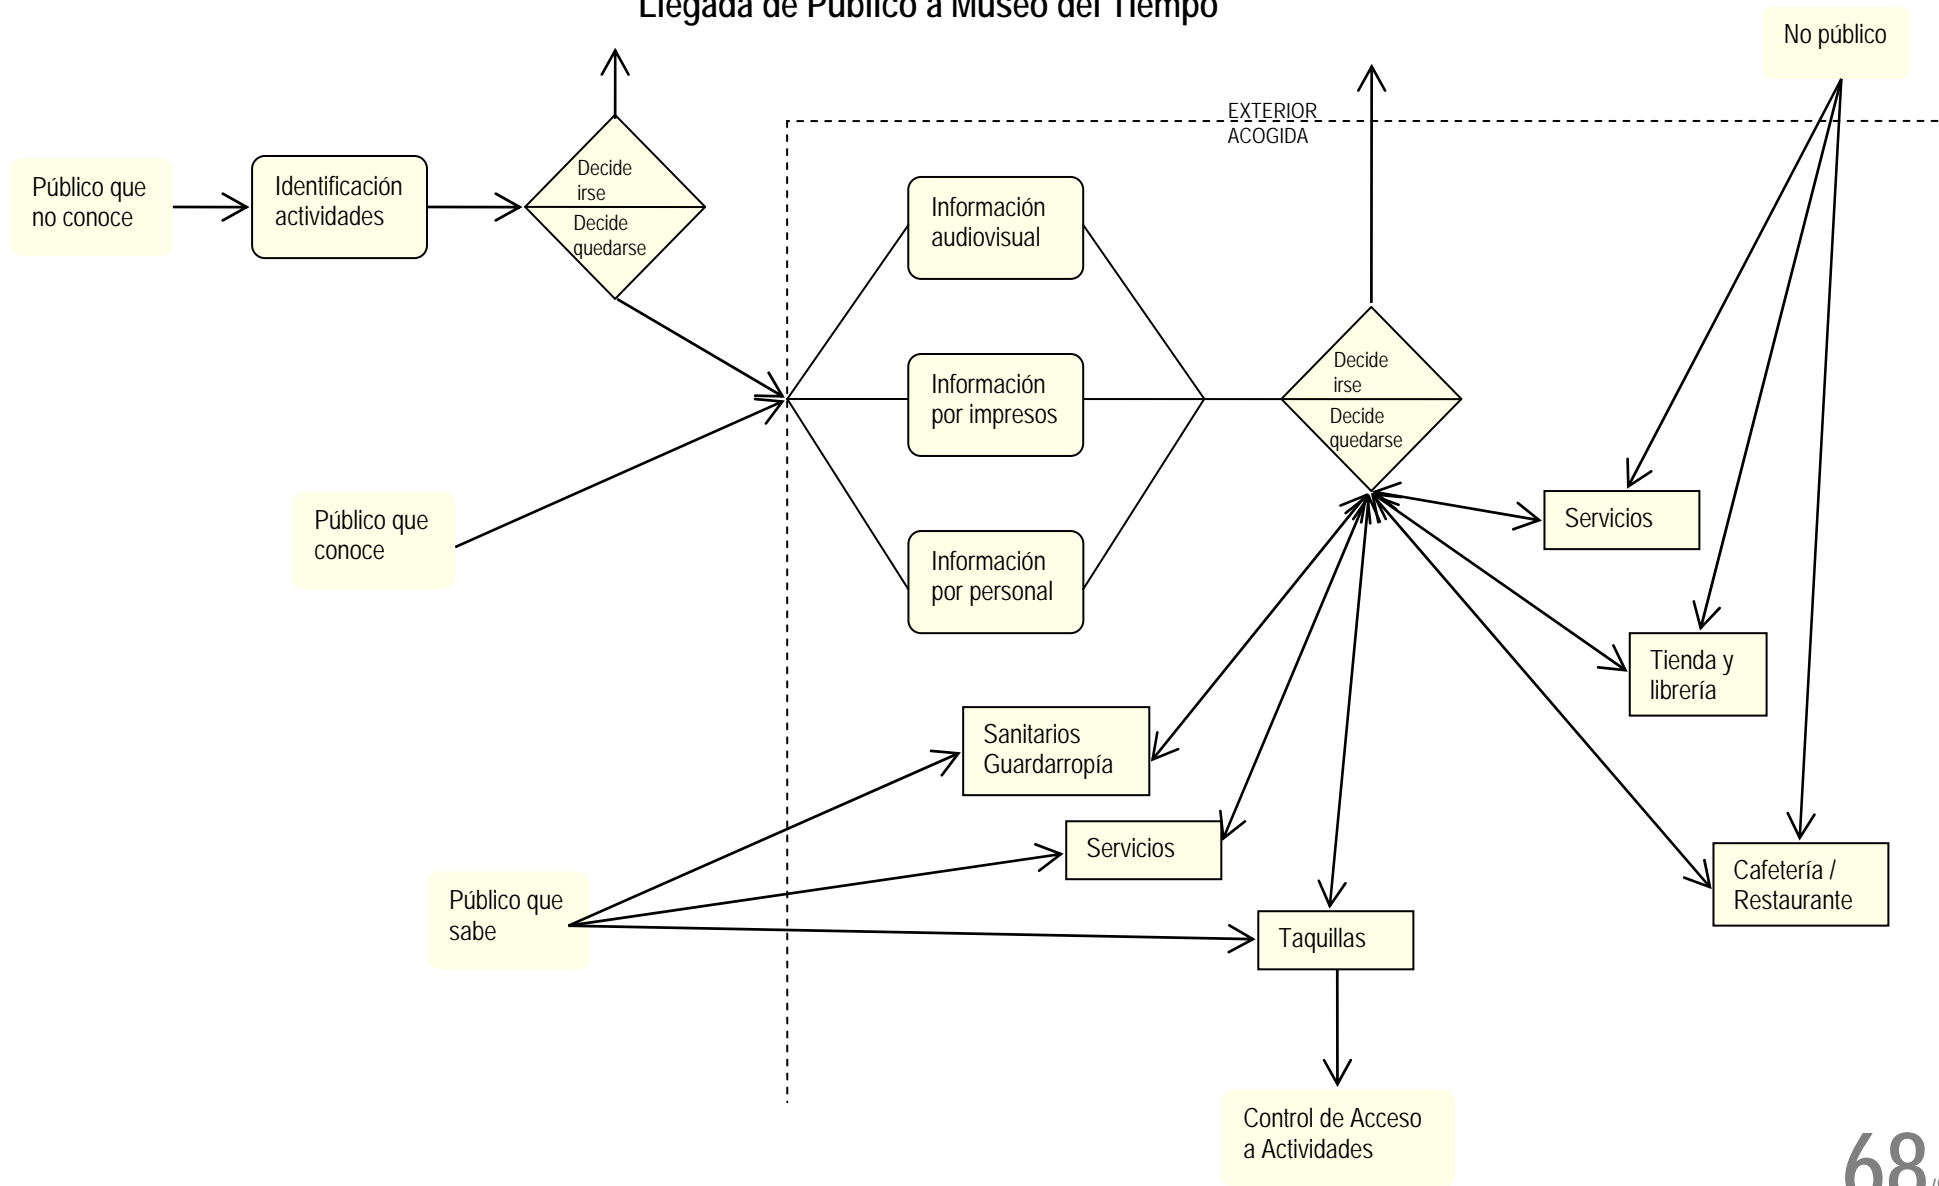 Llegada de Público a Museo del Tiempo
No público
EXTERIOR
ACOGIDA
Público que
no conoce
Identificación
actividades
Decide
irse
Decide
quedarse
Información
audiovisual
Información
por impresos
Información
por personal
Decide
irse
Decide
quedarse
Público que
conoce
Servicios
Tienda y
librería
Sanitarios
Guardarropía
Servicios
Cafetería /
Restaurante
Público que
sabe
Taquillas
Control de Acceso
a Actividades
68